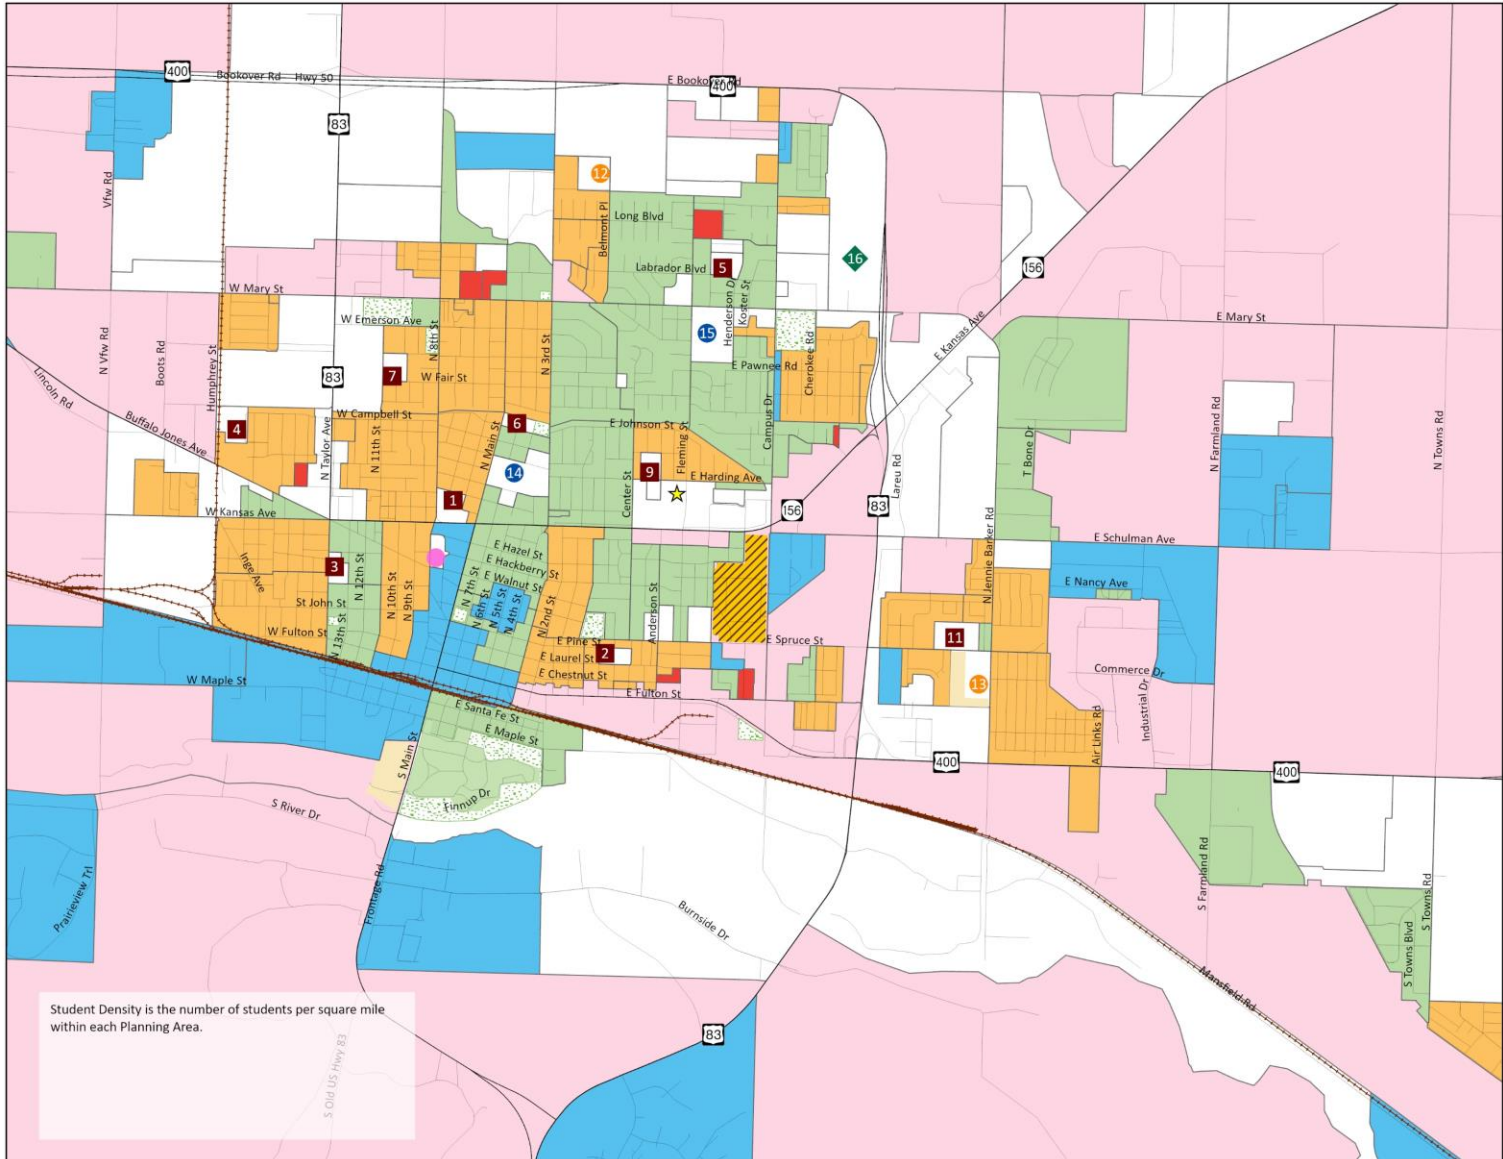 400
Bookover Rd Hwy 50
E Bookover Rd
400
83
Vfw Rd
12
Belmont Pl
Long Blvd
16
Labrador Blvd
5
156
W Mary St
Henderson Dr
Koster St
W Emerson Ave
N 8th St
15
E Mary St
N Vfw Rd
Boots Rd
Humphrey St
N 3rd St
E Kansas Ave
Cherokee Rd
E Pawnee Rd
83
7
W Fair St
Lincoln Rd
Buffalo Jones Ave
4
W Campbell St
N Taylor Ave
N 11th St
N Main St
6
E Johnson St
Fleming St
Campus Dr
T Bone Dr
N Farmland Rd
N Towns Rd
14
9
E Harding Ave
Center St
Lareu Rd
1
W Kansas Ave
156
83
N Jennie Barker Rd
E Schulman Ave
E Hazel St
E Hackberry St
E Walnut St
Inge Ave
3
N 12th St
N 10th St
N 9th St
N 7th St
N 6th St
N 5th St
N 4th St
N 2nd St
Anderson St
E Nancy Ave
St John St
W Fulton St
N 13th St
E Pine St
2
E Laurel St
E Chestnut St
E Spruce St
11
W Maple St
E Fulton St
13
Commerce Dr
Industrial Dr
Air Links Rd
E Santa Fe St
E Maple St
S Main St
400
400
Finnup Dr
S River Dr
S Farmland Rd
Prairieview Trl
Frontage Rd
Burnside Dr
S Towns Blvd
S Towns Rd
Mansfield Rd
Student Density is the number of students per square mile
within each Planning Area.
83
S Old US Hwy 83